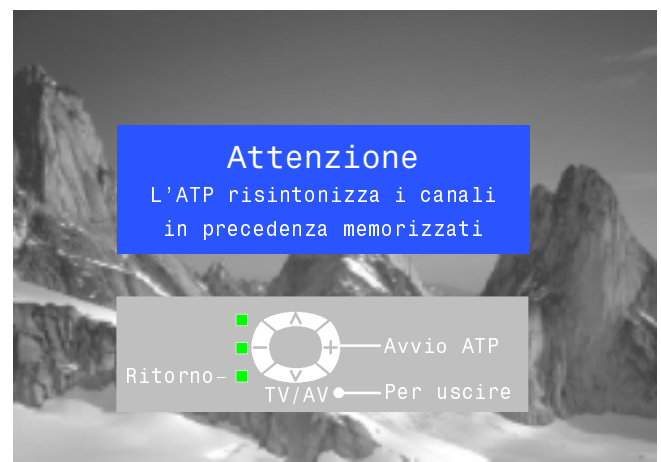 Attenzione
L'ATP risintonizza i canali
in precedenza memorizzati
Avvio ATP
Ritorno
TV/AV
Per uscire